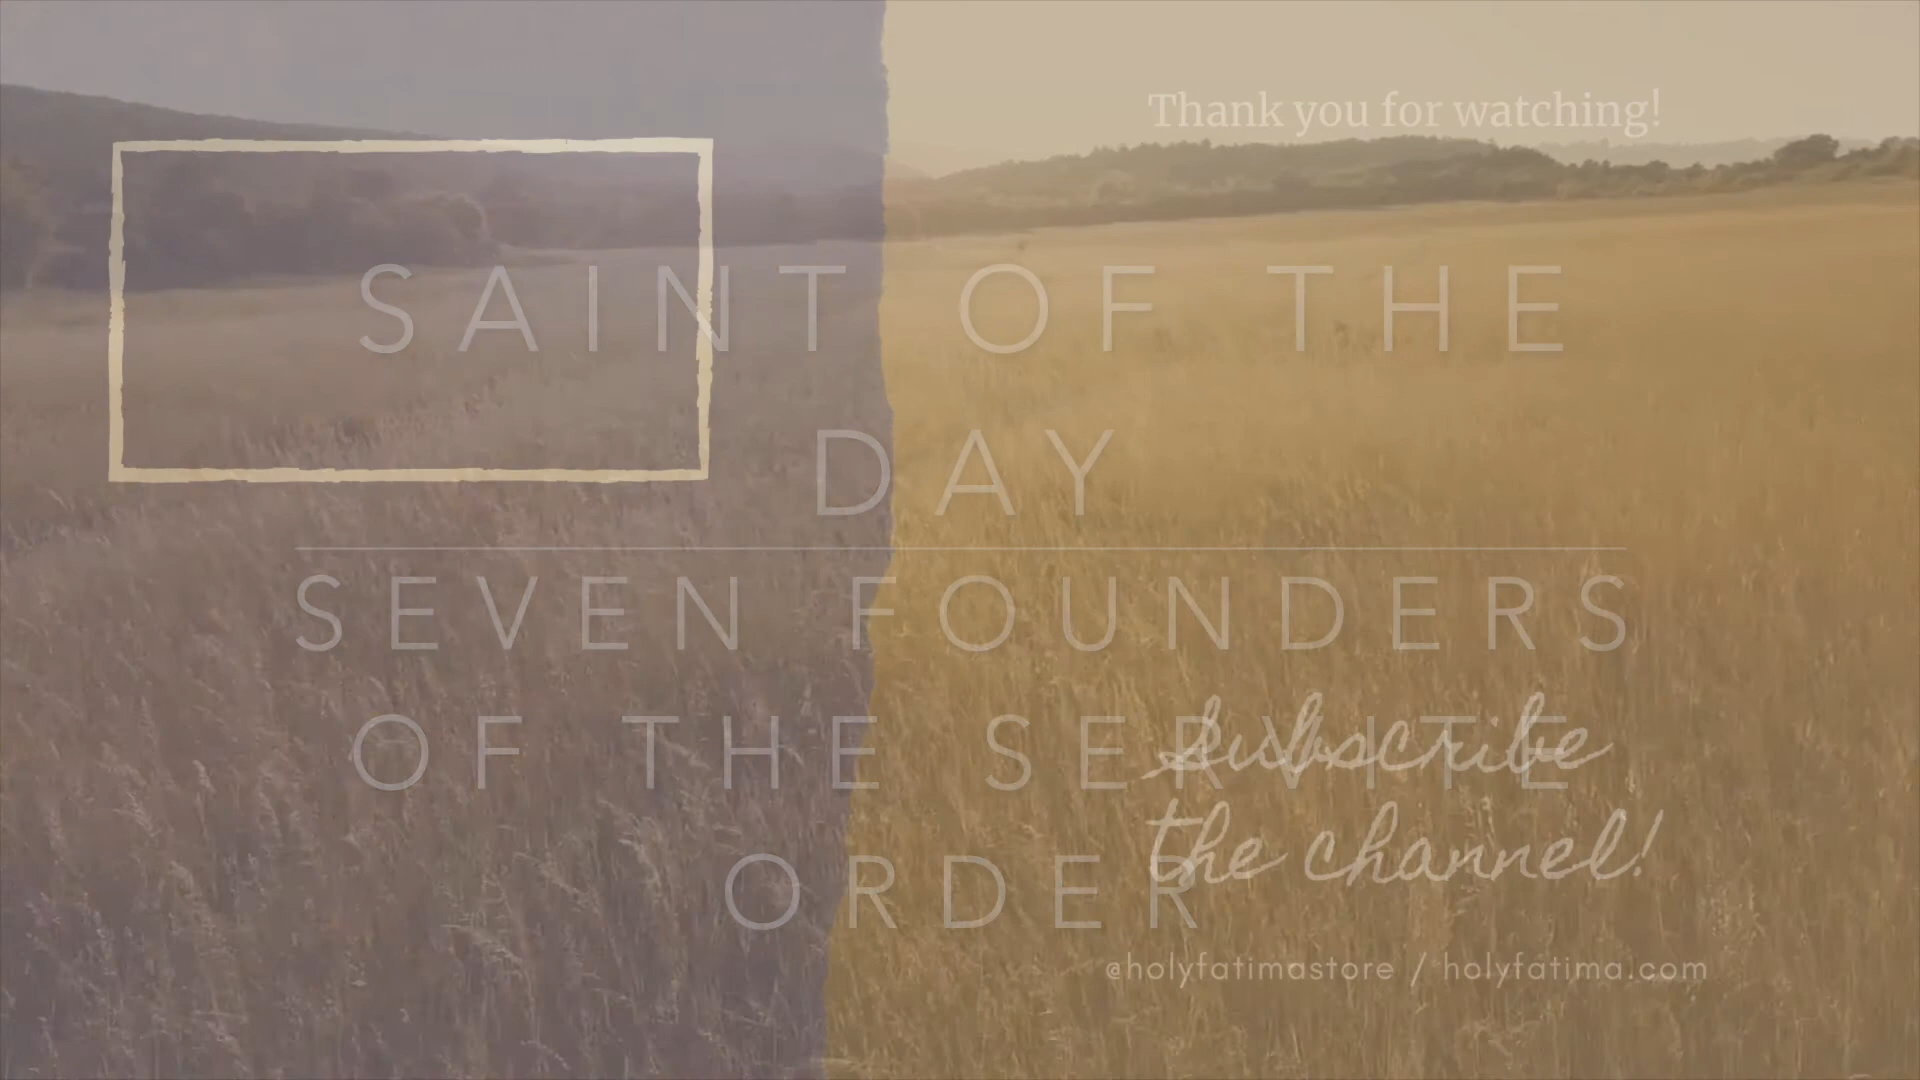 Thank you for watching!
SAINT OF THE
DAY
SEVEN FOUNDERS
OF THE SERVITE
ORDER
subscribe
the channel!
@holyfatimastore / holyfatima.com